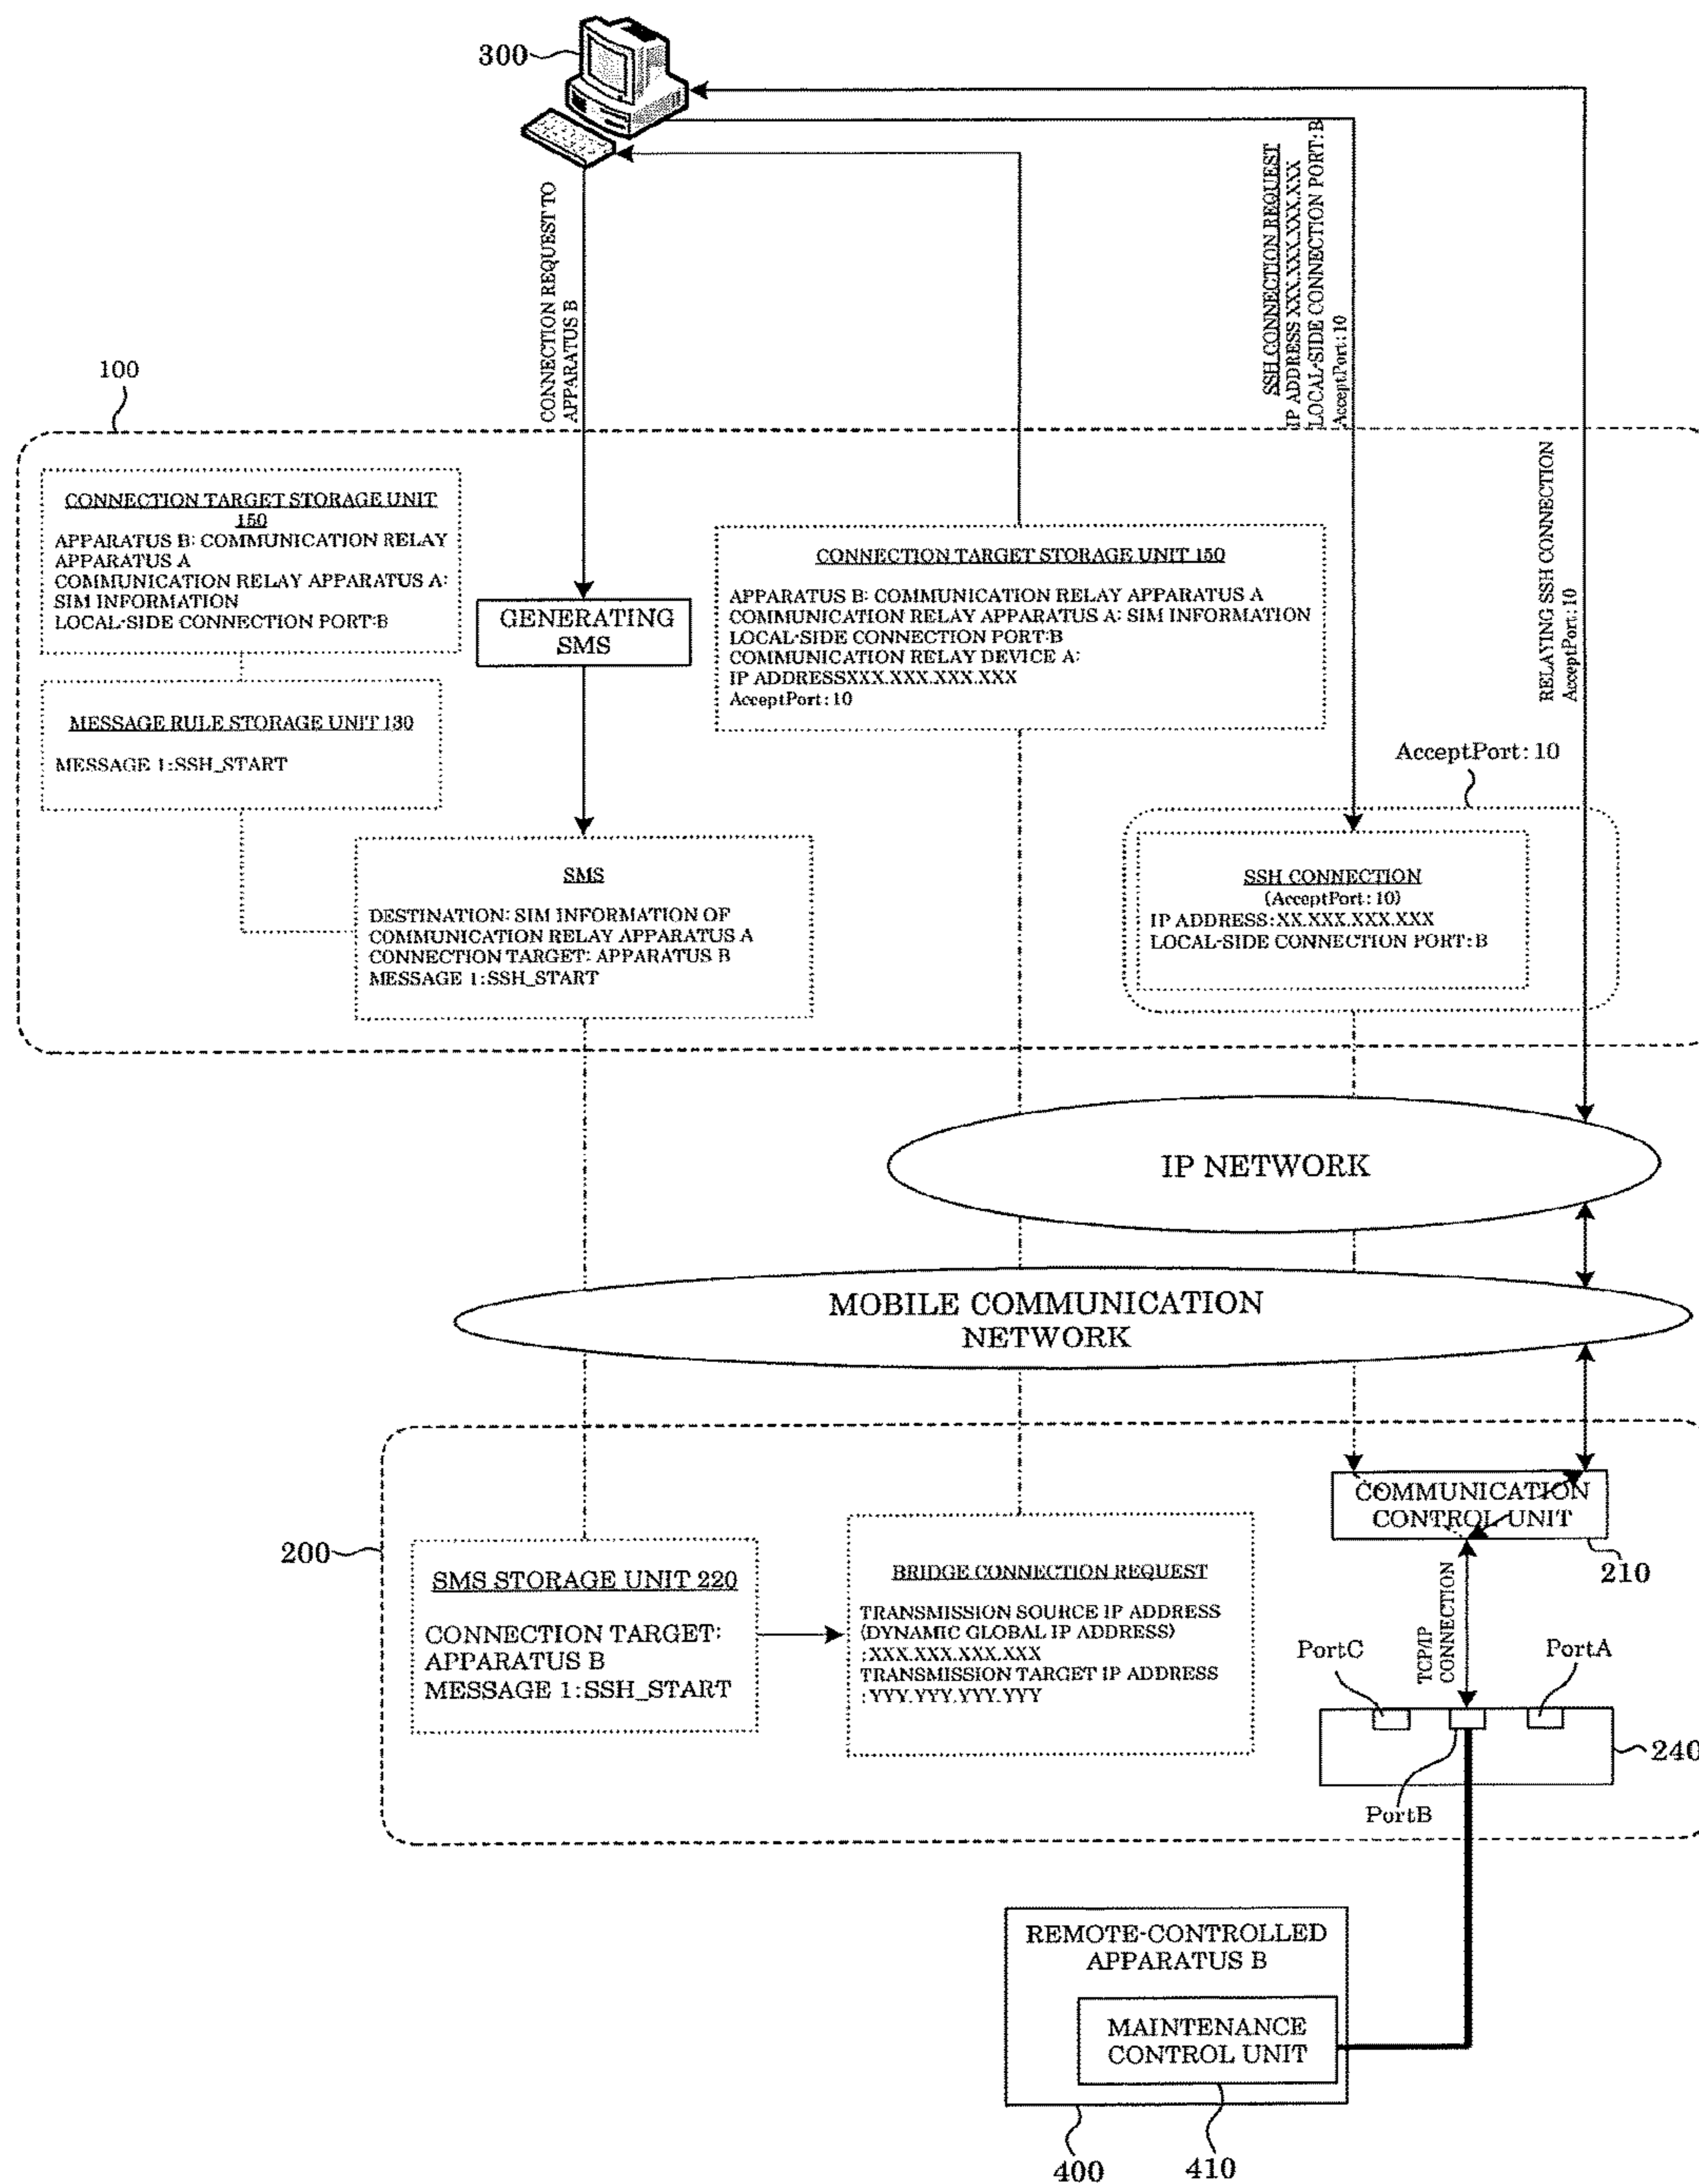 300
CONNECTION REQUEST TO
APPARATUS B
SSH CONNECTION REQUEST
IP ADDRESS XXX.XXX.XXX.XXX
LOCAL-SIDE CONNECTION PORT:B
AcceptPort:10
RELAYING SSH CONNECTION
AcceptPort:10
100
CONNECTION TARGET STORAGE UNIT
150
APPARATUS B: COMMUNICATION RELAY
APPARATUS A
COMMUNICATION RELAY APPARATUS A:
SIM INFORMATION
LOCAL-SIDE CONNECTION PORT:B
GENERATING
SMS
CONNECTION TARGET STORAGE UNIT 150
APPARATUS B: COMMUNICATION RELAY APPARATUS A
COMMUNICATION RELAY APPARATUS A: SIM INFORMATION
LOCAL-SIDE CONNECTION PORT:B
COMMUNICATION RELAY DEVICE A:
IP ADDRESSXXX.XXX.XXX.XXX
AcceptPort:10
MESSAGE RULE STORAGE UNIT 130
MESSAGE 1:SSH_START
AcceptPort:10
SMS
DESTINATION: SIM INFORMATION OF
COMMUNICATION RELAY APPARATUS A
CONNECTION TARGET: APPARATUS B
MESSAGE 1:SSH_START
SSH CONNECTION
(AcceptPort:10)
IP ADDRESS:XX.XXX.XXX.XXX
LOCAL-SIDE CONNECTION PORT:B
IP NETWORK
MOBILE COMMUNICATION
NETWORK
200
SMS STORAGE UNIT 220
CONNECTION TARGET:
APPARATUS B
MESSAGE 1:SSH_START
BRIDGE CONNECTION REQUEST
TRANSMISSION SOURCE IP ADDRESS
(DYNAMIC GLOBAL IP ADDRESS)
:XXX.XXX.XXX.XXX
TRANSMISSION TARGET IP ADDRESS
:YYY.YYY.YYY.YYY
COMMUNICATION
CONTROL UNIT
210
TCP/IP
CONNECTION
PortC
PortA
240
PortB
REMOTE-CONTROLLED
APPARATUS B
MAINTENANCE
CONTROL UNIT
400
410